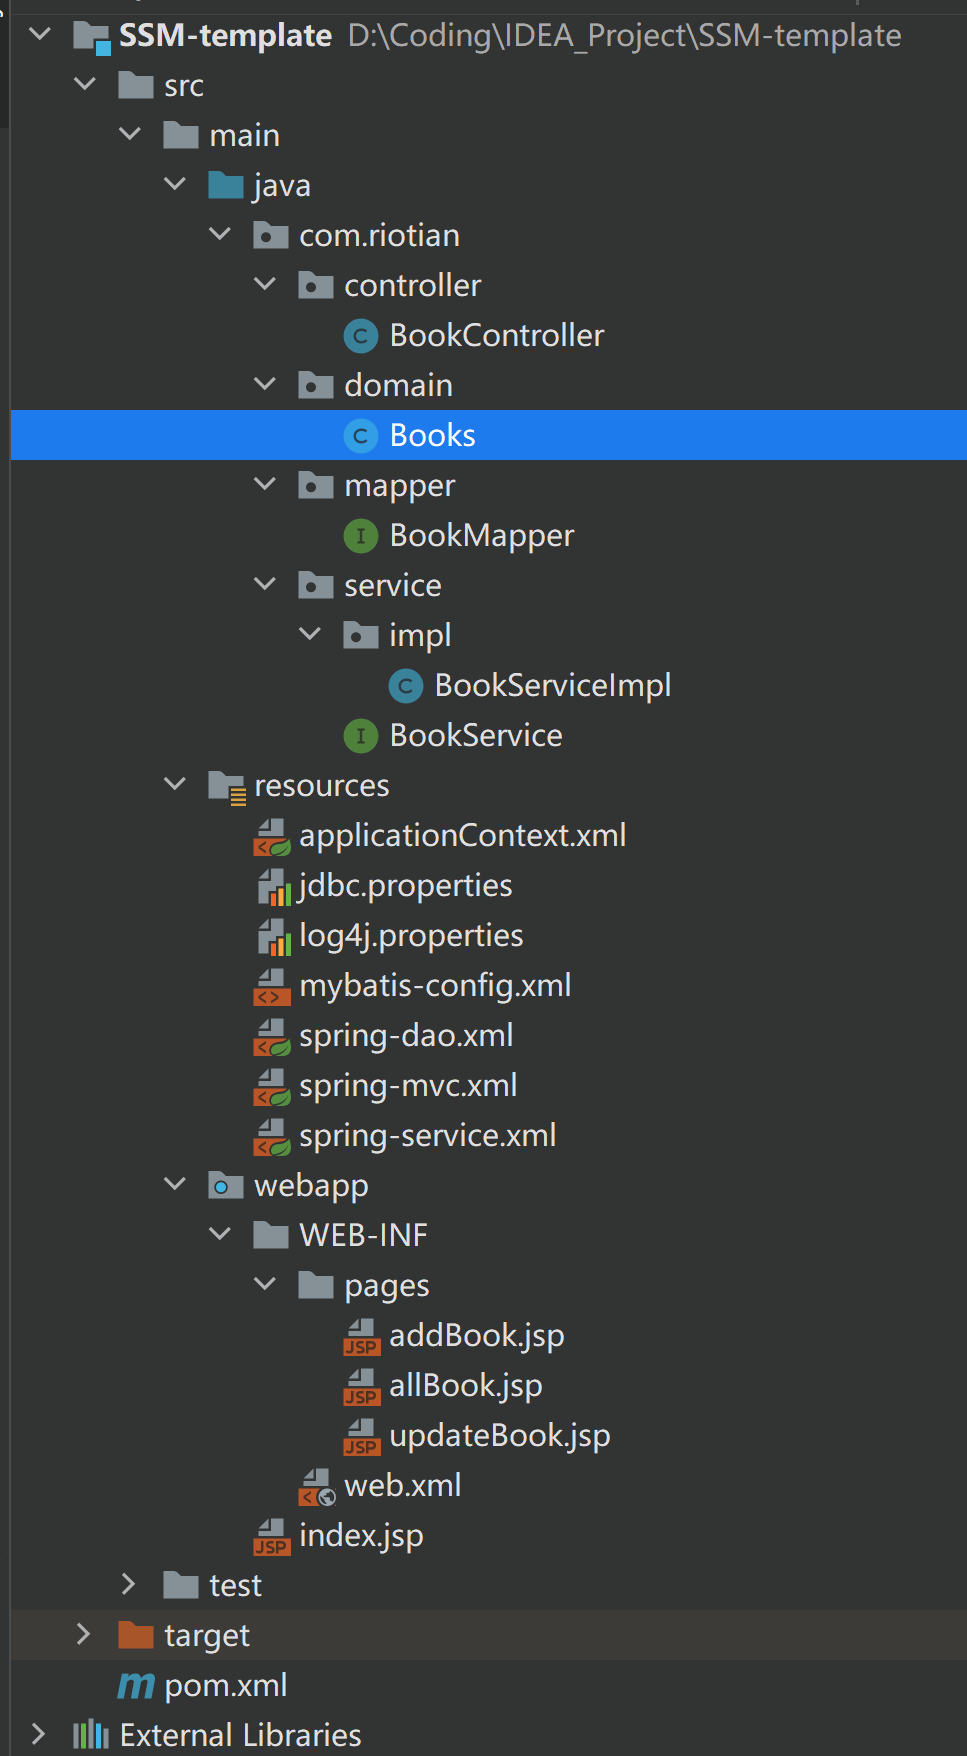 SSM-template D:\Coding\IDEA_Project\SSM-template
src
main
java
com.riotian
controller
BookController
domain
Books
mapper
BookMapper
service
impl
BookServiceImpl
BookService
resources
applicationContext.xml
jdbc.properties
log4j.properties
mybatis-config.xml
spring-dao.xml
spring-mvc.xml
spring-service.xml
webapp
WEB-INF
pages
addBook.jsp
allBook.jsp
updateBook.jsp
web.xml
index.jsp
test
target
pom.xml
External Libraries